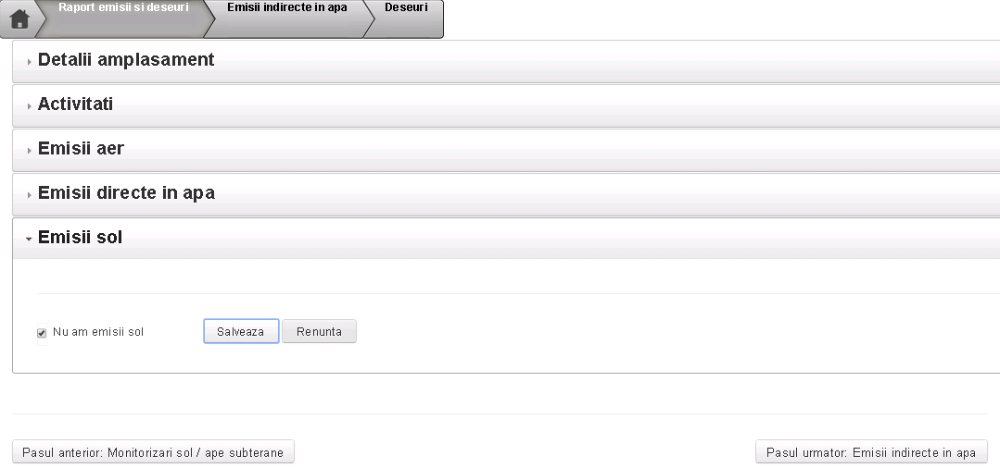 Raport emisii si deseuri
Emisii indirecte in apa
Deseuri
Detalii amplasament
Activitati
Emisii aer
Emisii directe in apa
Emisii sol
Nu am emisii sol
Salveaza
Renunta
Pasul anterior: Monitorizari sol / ape subterane
Pasul urmator: Emisii indirecte in apa